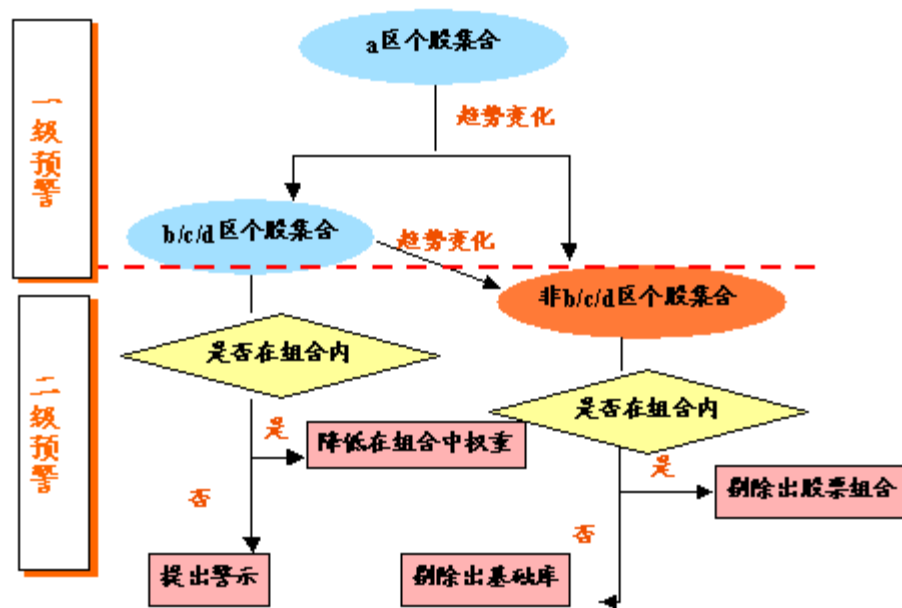 一级预警
a区个股集合
趋势变化
b/c/d区个股集合
趋势变化
非b/c/d区个股集合
二级预警
是否在组合内
是否在组合内
是
降低在组合中权重
是
剔除出股票组合
否
否
提出警示
剔除出基础库